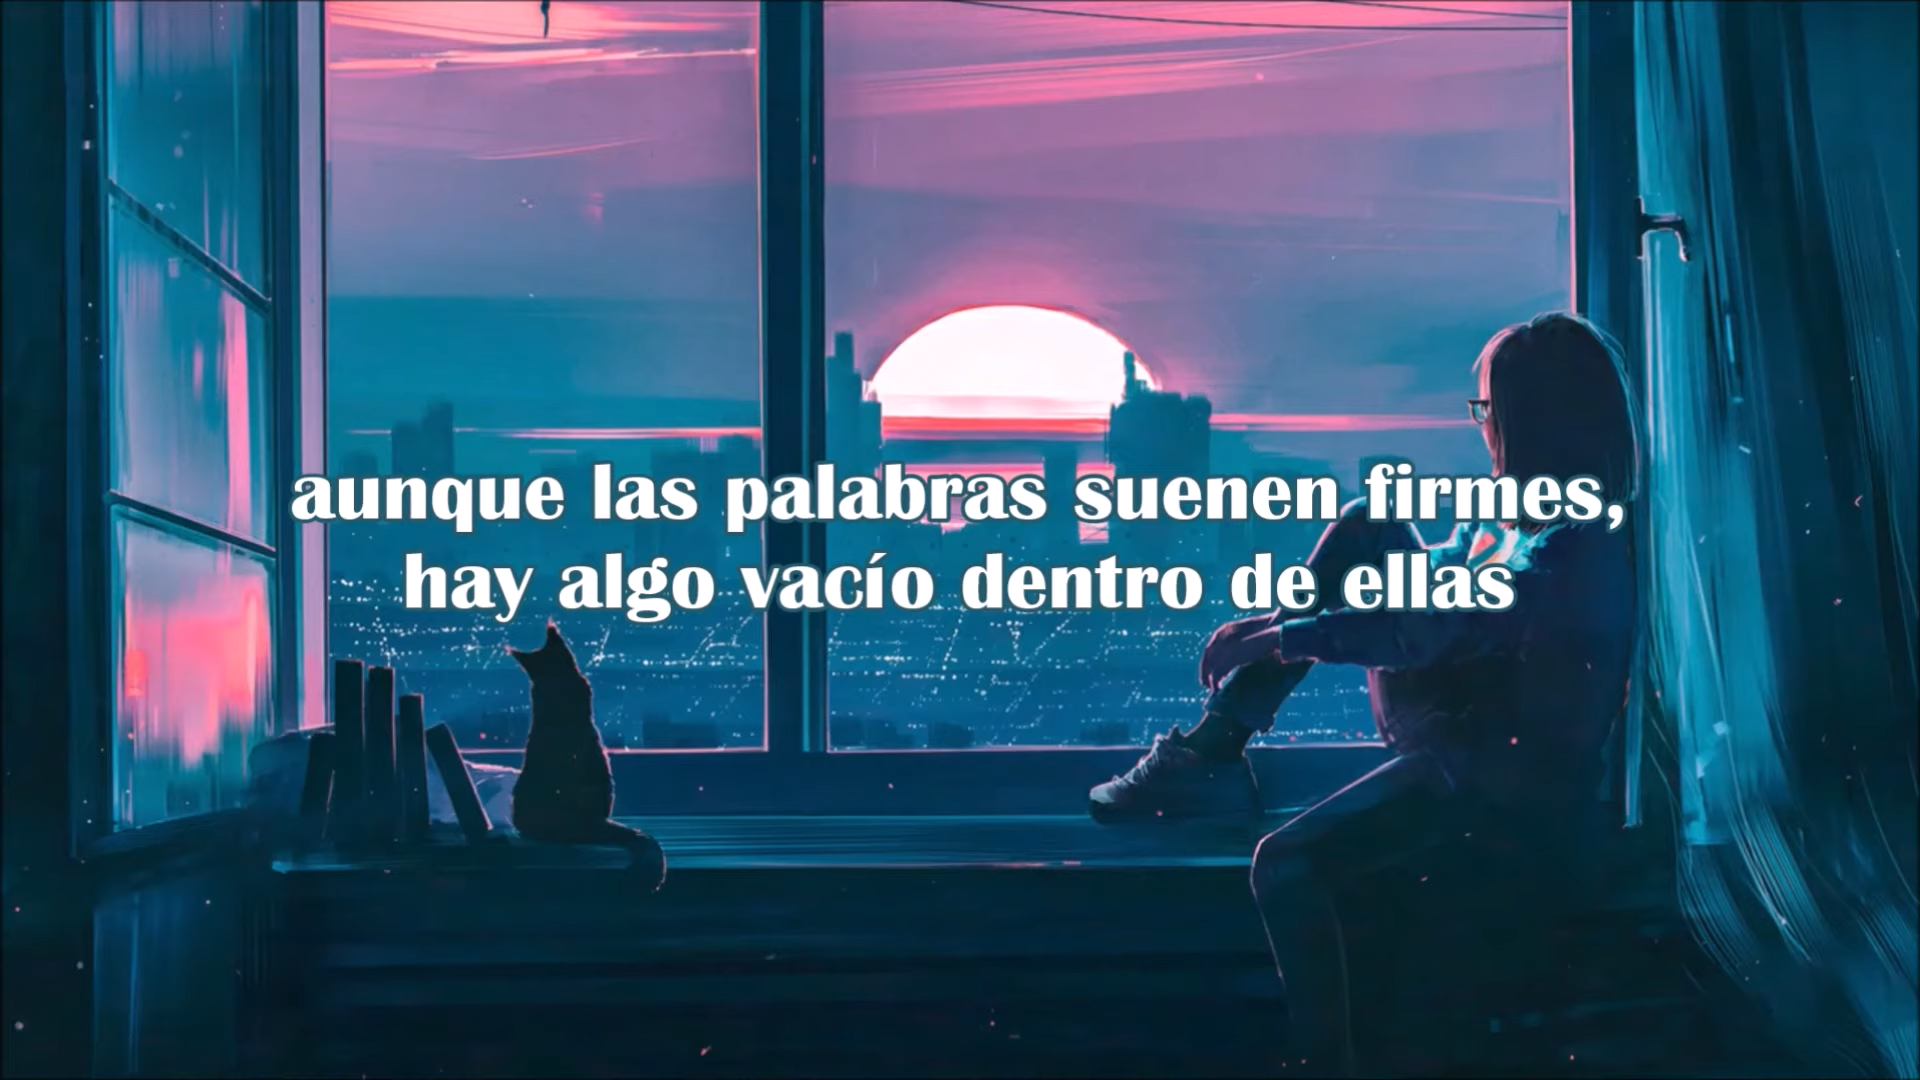 aunque las palabras suenen firmes,
hay algo vacío dentro de ellas